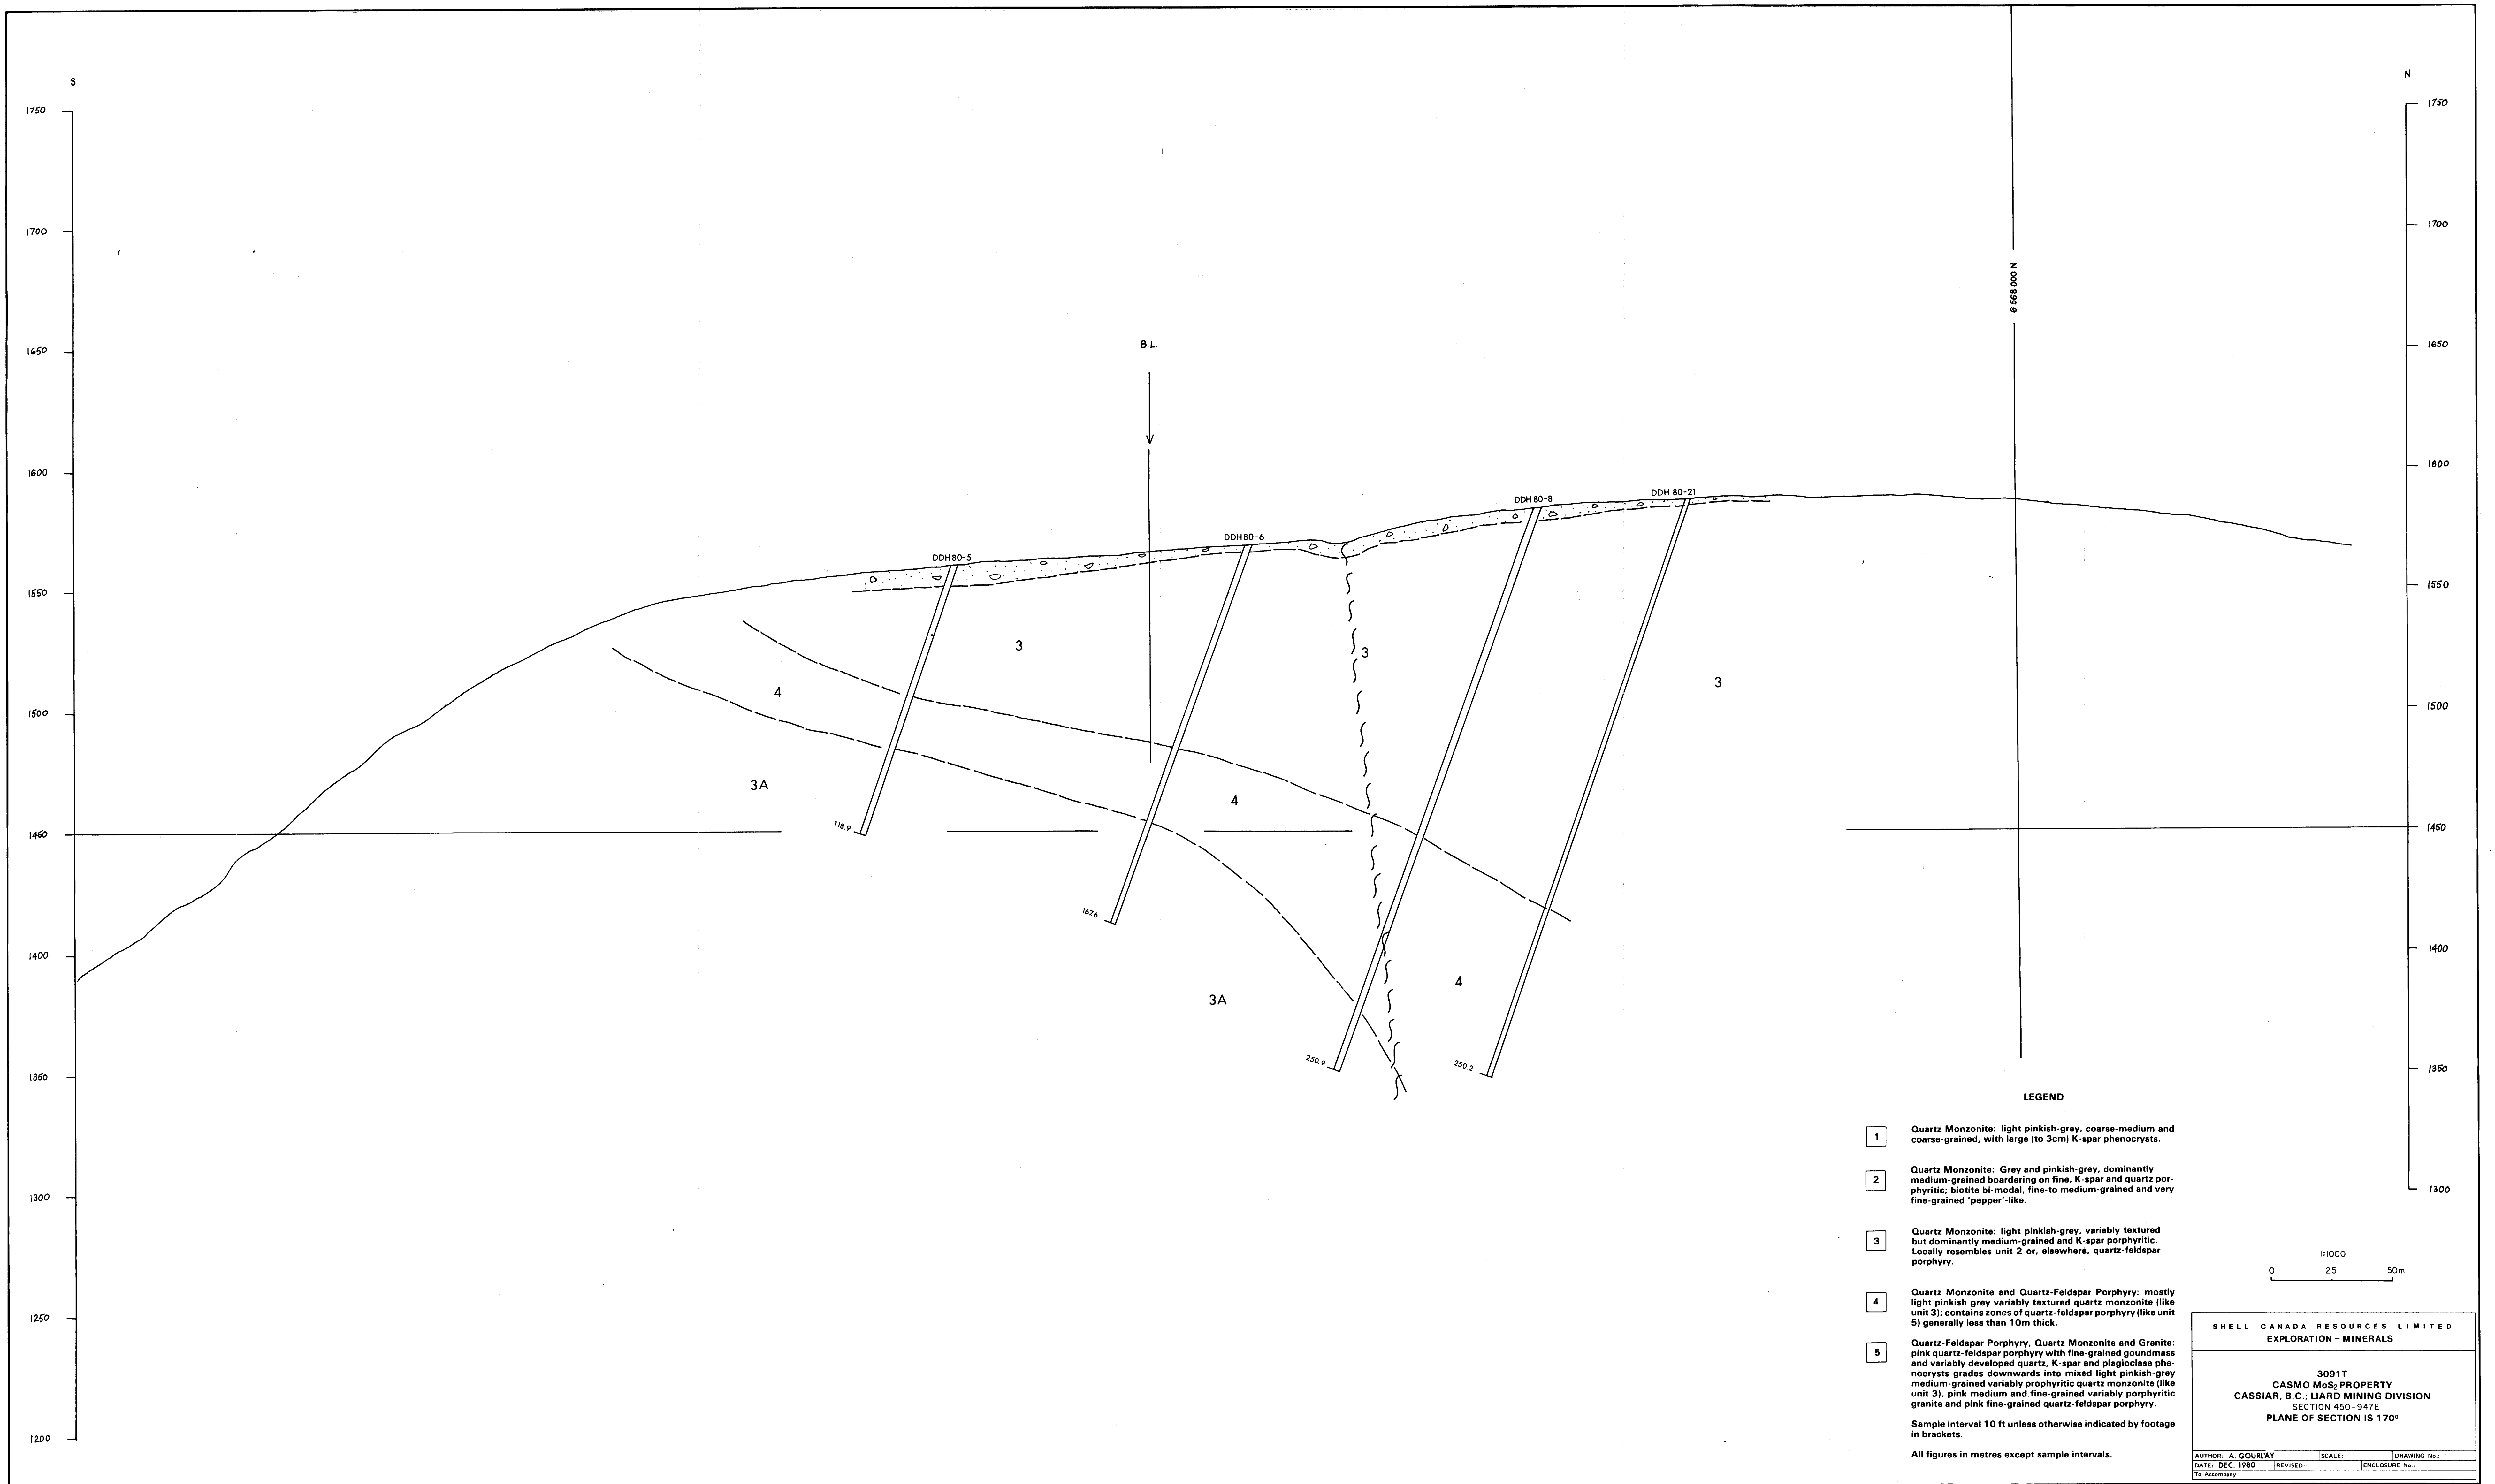 S
N
1750
1700
1650
1600
1550
1500
1450
1400
1350
1300
1250
1200
1750
1700
1650
1600
1550
1500
1450
1400
1350
1300
6 568 000 N
B.L.
DDH80-5
DDH80-6
DDH80-8
DDH 80-21
3
3
3
4
4
4
3A
3A
118.9
167.6
250.9
250.2
LEGEND
1
Quartz Monzonite: light pinkish-grey, coarse-medium and
coarse-grained, with large (to 3cm) K-spar phenocrysts.
2
Quartz Monzonite: Grey and pinkish-grey, dominantly
medium-grained boardering on fine, K-spar and quartz por-
phyritic; biotite bi-modal, fine-to medium-grained and very
fine-grained 'pepper'-like.
3
Quartz Monzonite: light pinkish-grey, variably textured
but dominantly medium-grained and K-spar porphyritic.
Locally resembles unit 2 or, elsewhere, quartz-feldspar
porphyry.
4
Quartz Monzonite and Quartz-Feldspar Porphyry: mostly
light pinkish grey variably textured quartz monzonite (like
unit 3); contains zones of quartz-feldspar porphyry (like unit
5) generally less than 10m thick.
5
Quartz-Feldspar Porphyry, Quartz Monzonite and Granite:
pink quartz-feldspar porphyry with fine-grained goundmass
and variably developed quartz, K-spar and plagioclase phe-
nocrysts grades downwards into mixed light pinkish-grey
medium-grained variably prophyritic quartz monzonite (like
unit 3), pink medium and fine-grained variably porphyritic
granite and pink fine-grained quartz-feldspar porphyry.
Sample interval 10 ft unless otherwise indicated by footage
in brackets.
All figures in metres except sample intervals.
1:1000
0 25 50m
SHELL CANADA RESOURCES LIMITED
EXPLORATION – MINERALS
3091T
CASMO MoS₂ PROPERTY
CASSIAR, B.C.; LIARD MINING DIVISION
SECTION 450-947E
PLANE OF SECTION IS 170°
AUTHOR: A. GOURLAY SCALE: DRAWING No.:
DATE: DEC. 1980 REVISED: ENCLOSURE No.:
To Accompany